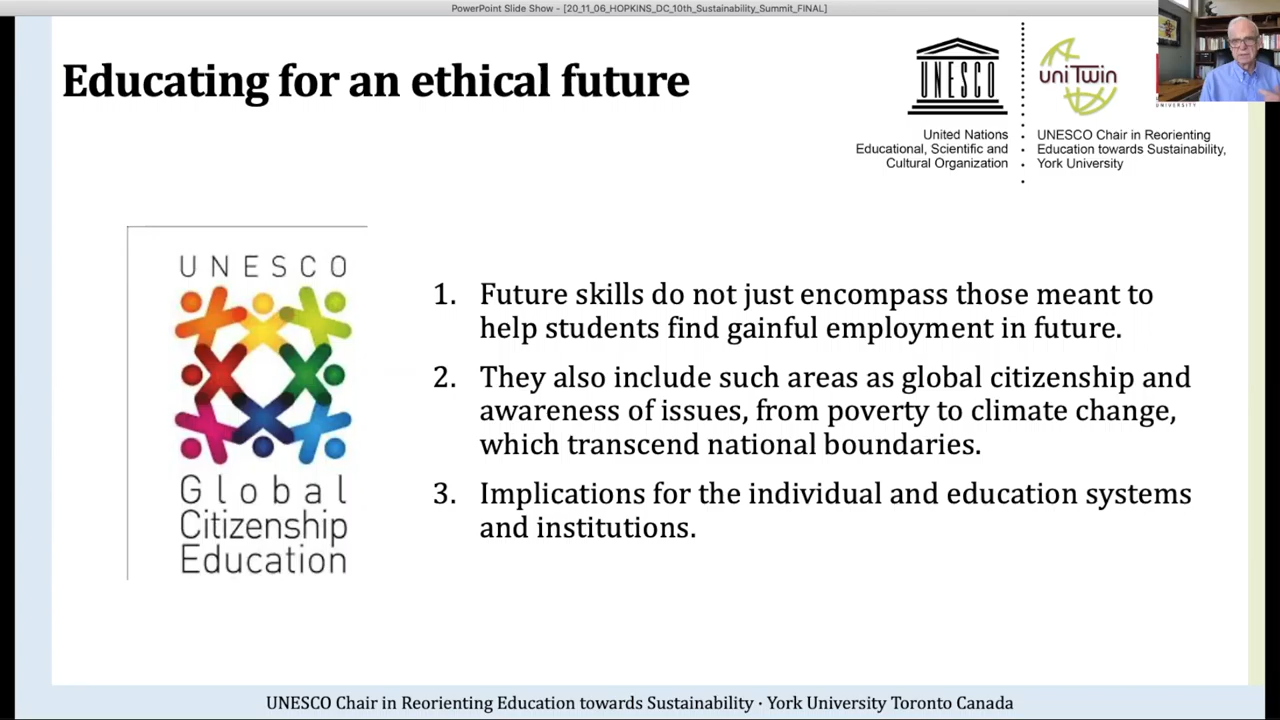 PowerPoint Slide Show - [20_11_06_HOPKINS_DC_10th_Sustainability_Summit_FINAL]
Educating for an ethical future
UNESCO
United Nations
Educational, Scientific and
Cultural Organization
uniTwin
UNIVERSITY
UNESCO Chair in Reorienting
Education towards Sustainability,
York University
UNESCO
Global
Citizenship
Education
1. Future skills do not just encompass those meant to
help students find gainful employment in future.
2. They also include such areas as global citizenship and
awareness of issues, from poverty to climate change,
which transcend national boundaries.
3. Implications for the individual and education systems
and institutions.
UNESCO Chair in Reorienting Education towards Sustainability · York University Toronto Canada